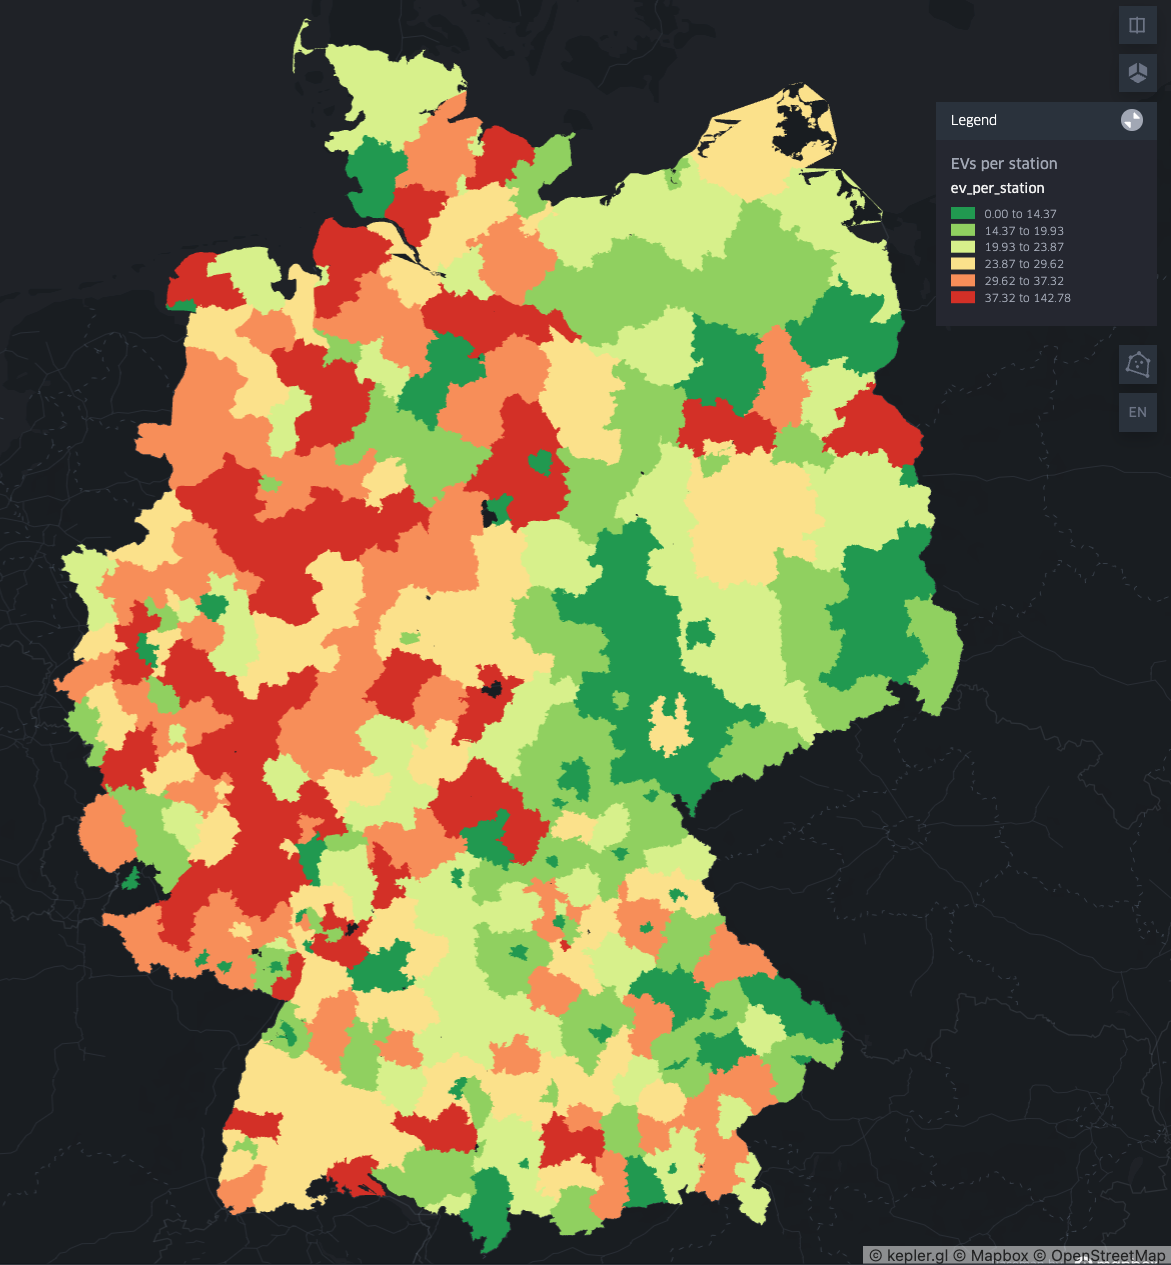 Legend
EVs per station
ev_per_station
0.00 to 14.37
14.37 to 19.93
19.93 to 23.87
23.87 to 29.62
29.62 to 37.32
37.32 to 142.78
EN
© kepler.gl © Mapbox © OpenStreetMap